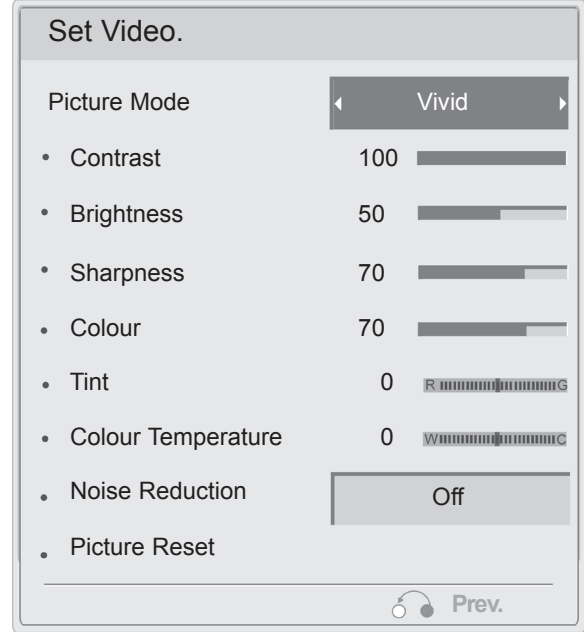 Set Video.
Picture Mode Vivid
• Contrast 100
• Brightness 50
• Sharpness 70
• Colour 70
• Tint 0 R G
• Colour Temperature 0 W C
• Noise Reduction Off
• Picture Reset
Prev.